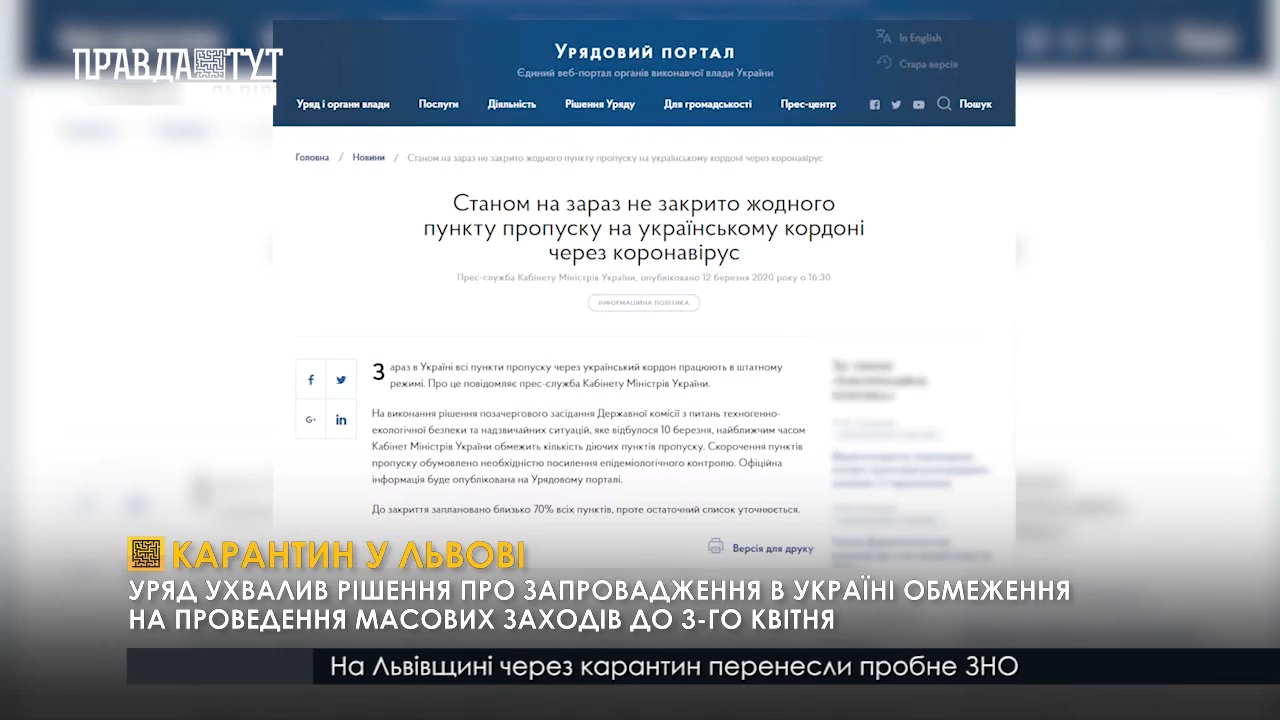 ПРАВДА ТУТ
ЛЬВІВ
Урядовий портал
Єдиний веб-портал органів виконавчої влади України
In English
Стара версія
Уряд і органи влади Послуги Діяльність Рішення Уряду Для громадськості Прес-центр Пошук
Головна / Новини / Станом на зараз не закрито жодного пункту пропуску на українському кордоні через коронавірус
Станом на зараз не закрито жодного
пункту пропуску на українському кордоні
через коронавірус
Прес-служба Кабінету Міністрів України, опубліковано 12 березня 2020 року о 16:30
ІНФОРМАЦІЙНА ПОЛІТИКА
Зараз в Україні всі пункти пропуску через український кордон працюють в штатному
режимі. Про це повідомляє прес-служба Кабінету Міністрів України.
На виконання рішення позачергового засідання Державної комісії з питань техногенно-
екологічної безпеки та надзвичайних ситуацій, яке відбулося 10 березня, найближчим часом
Кабінет Міністрів України обмежить кількість діючих пунктів пропуску. Скорочення пунктів
пропуску обумовлено необхідністю посилення епідеміологічного контролю. Офіційна
інформація буде опублікована на Урядовому порталі.
До закриття заплановано близько 70% всіх пунктів, проте остаточний список уточнюється.
Версія для друку
КАРАНТИН У ЛЬВОВІ
УРЯД УХВАЛИВ РІШЕННЯ ПРО ЗАПРОВАДЖЕННЯ В УКРАЇНІ ОБМЕЖЕННЯ
НА ПРОВЕДЕННЯ МАСОВИХ ЗАХОДІВ ДО 3-ГО КВІТНЯ
На Львівщині через карантин перенесли пробне ЗНО